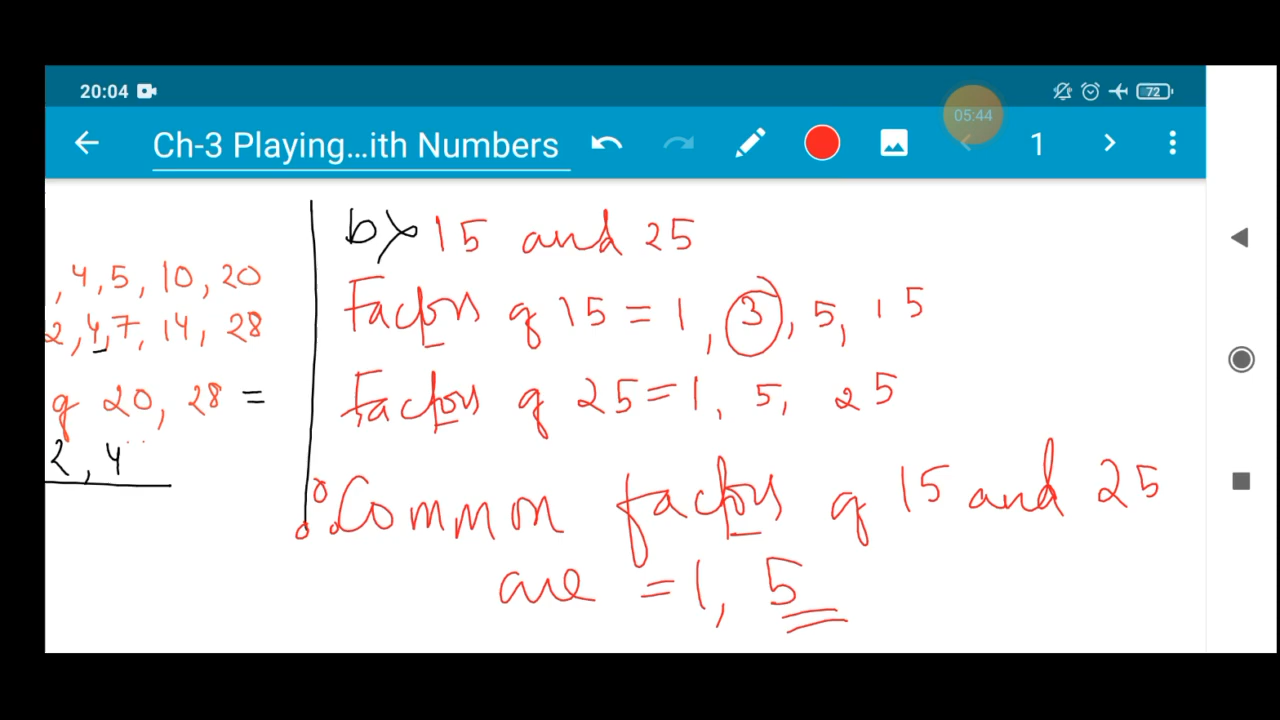 20:04
72
05:44
Ch-3 Playing...ith Numbers
1
, 4, 5, 10, 20
2, 4, 7, 14, 28
of 20, 28 =
2, 4
b) 15 and 25
Factors of 15 = 1, 3, 5, 15
Factors of 25 = 1, 5, 25
∴ Common factors of 15 and 25
are = 1, 5